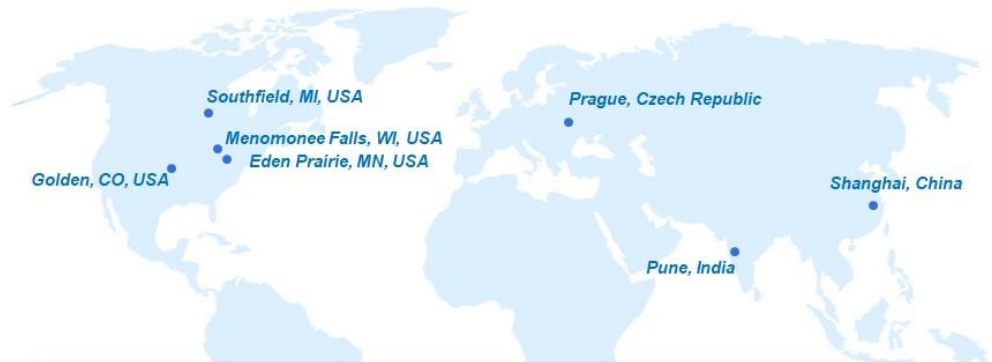 Southfield, MI, USA
Prague, Czech Republic
Menomonee Falls, WI, USA
Eden Prairie, MN, USA
Golden, CO, USA
Shanghai, China
Pune, India